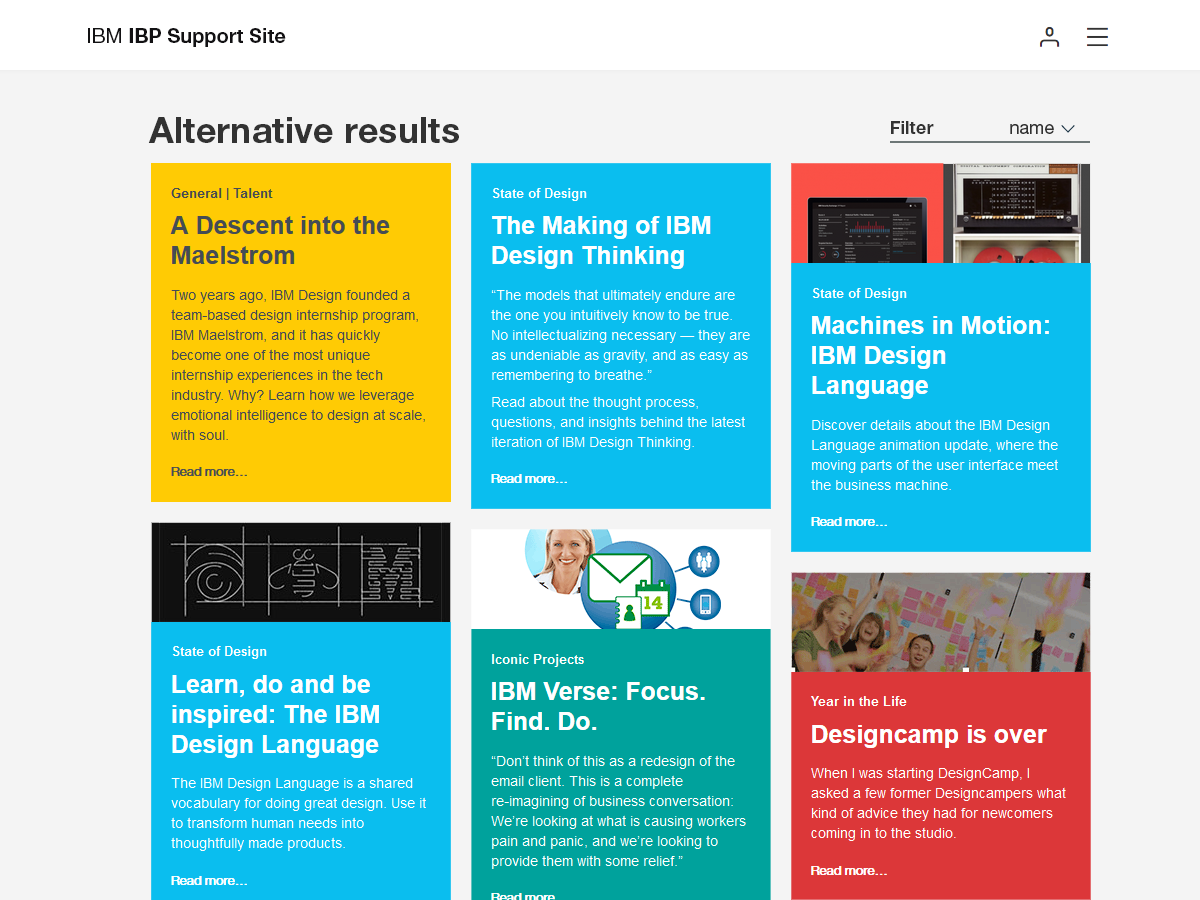 IBM IBP Support Site
Alternative results
Filter name
General | Talent
A Descent into the
Maelstrom
Two years ago, IBM Design founded a
team-based design internship program,
IBM Maelstrom, and it has quickly
become one of the most unique
internship experiences in the tech
industry. Why? Learn how we leverage
emotional intelligence to design at scale,
with soul.
Read more…
State of Design
The Making of IBM
Design Thinking
“The models that ultimately endure are
the one you intuitively know to be true.
No intellectualizing necessary — they are
as undeniable as gravity, and as easy as
remembering to breathe.”
Read about the thought process,
questions, and insights behind the latest
iteration of IBM Design Thinking.
Read more…
State of Design
Machines in Motion:
IBM Design
Language
Discover details about the IBM Design
Language animation update, where the
moving parts of the user interface meet
the business machine.
Read more…
State of Design
Learn, do and be
inspired: The IBM
Design Language
The IBM Design Language is a shared
vocabulary for doing great design. Use it
to transform human needs into
thoughtfully made products.
Read more…
14
Iconic Projects
IBM Verse: Focus.
Find. Do.
“Don’t think of this as a redesign of the
email client. This is a complete
re-imagining of business conversation:
We’re looking at what is causing workers
pain and panic, and we’re looking to
provide them with some relief.”
Read more
Year in the Life
Designcamp is over
When I was starting DesignCamp, I
asked a few former Designcampers what
kind of advice they had for newcomers
coming in to the studio.
Read more…